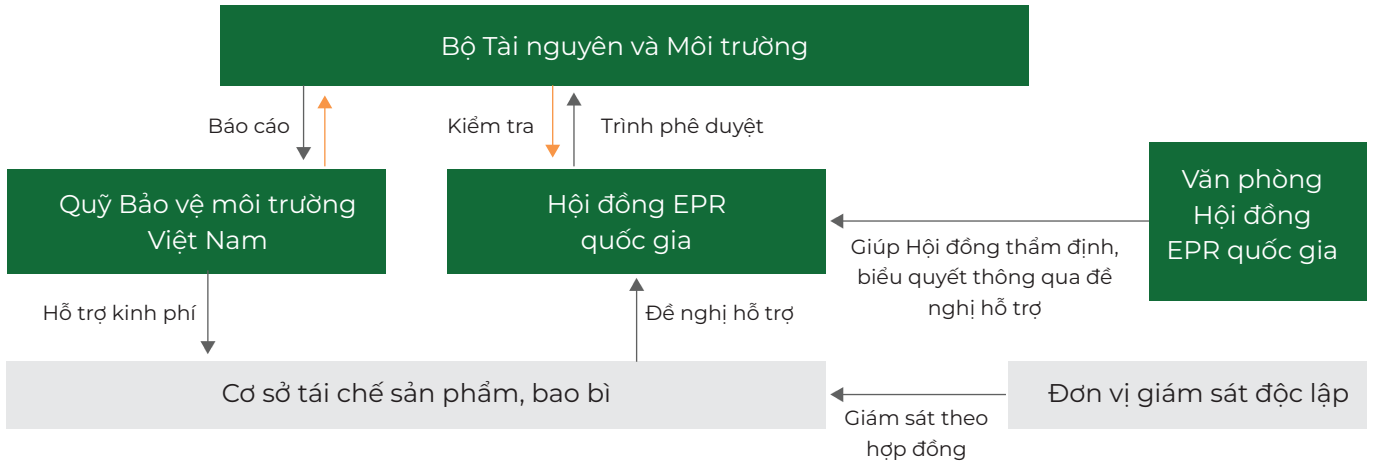 Bộ Tài nguyên và Môi trường
Báo cáo
Kiểm tra
Trình phê duyệt
Quỹ Bảo vệ môi trường
Việt Nam
Hội đồng EPR
quốc gia
Văn phòng
Hội đồng
EPR quốc gia
Giúp Hội đồng thẩm định,
biểu quyết thông qua đề
nghị hỗ trợ
Hỗ trợ kinh phí
Đề nghị hỗ trợ
Cơ sở tái chế sản phẩm, bao bì
Đơn vị giám sát độc lập
Giám sát theo
hợp đồng